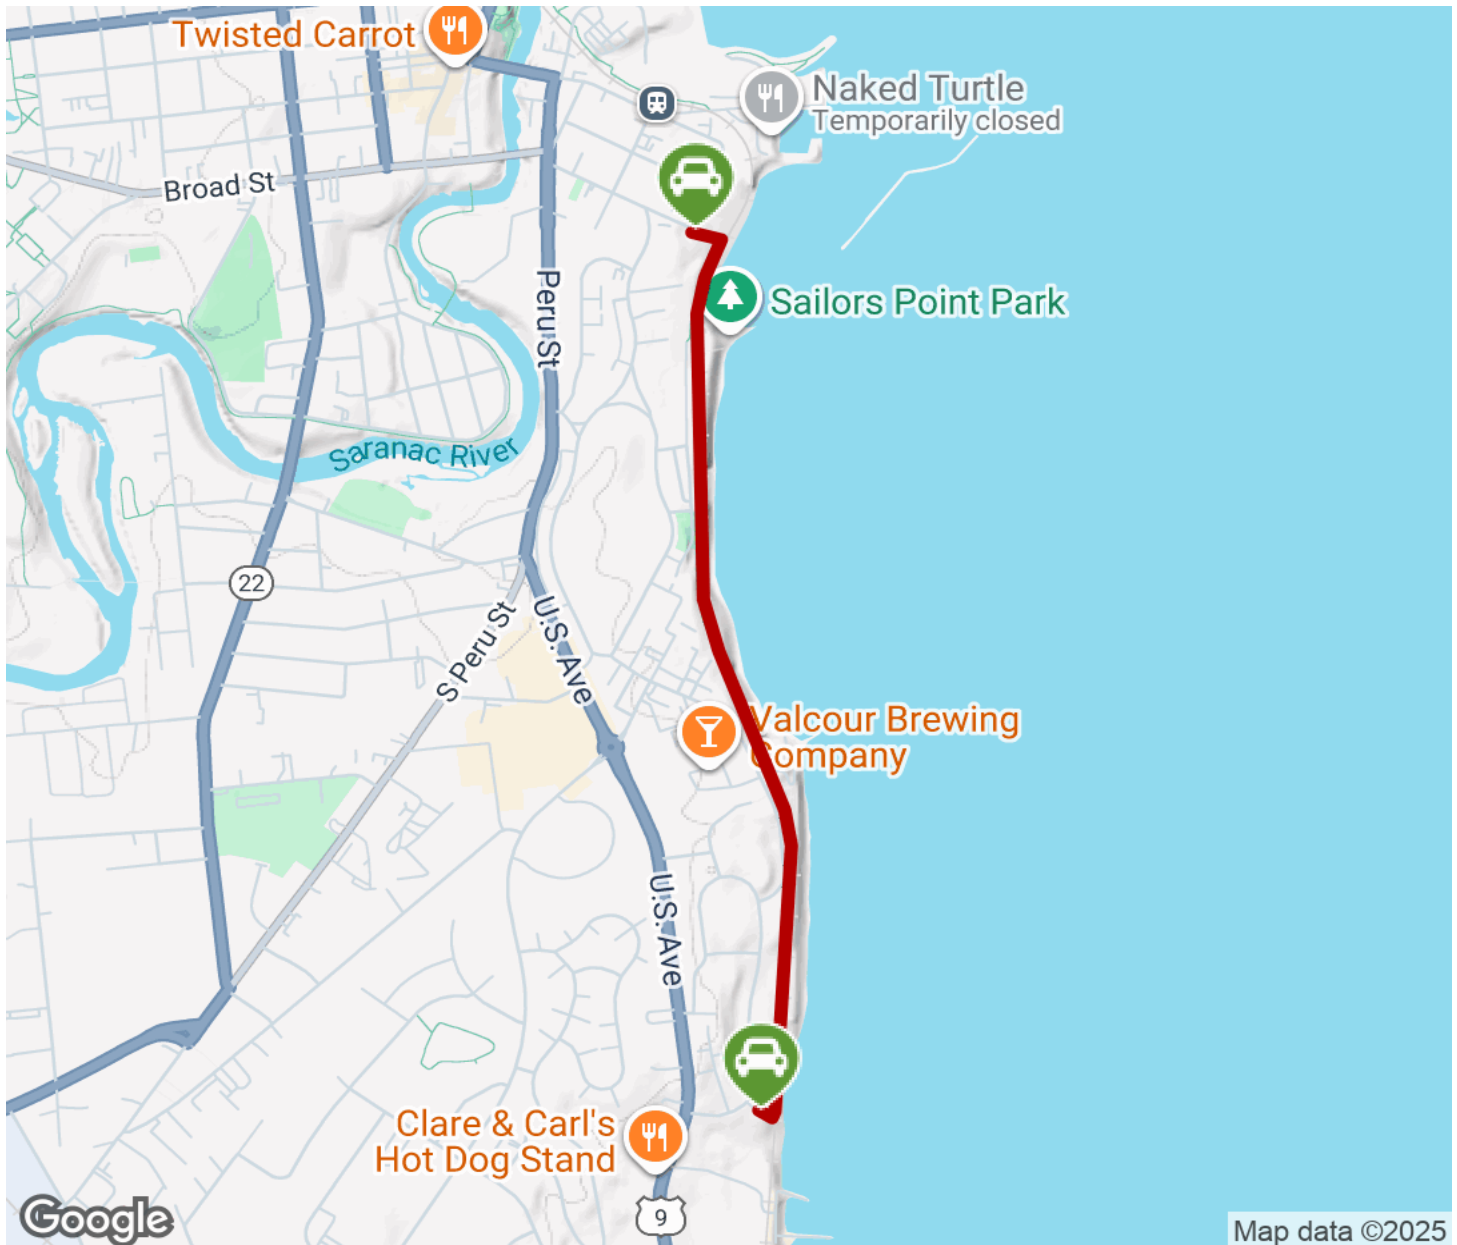 Twisted Carrot
Naked Turtle
Temporarily closed
Broad St
Peru St
Sailors Point Park
Saranac River
22
S Peru St
U.S. Ave
Valcour Brewing
Company
U.S. Ave
Clare & Carl's
Hot Dog Stand
9
Google
Map data ©2025